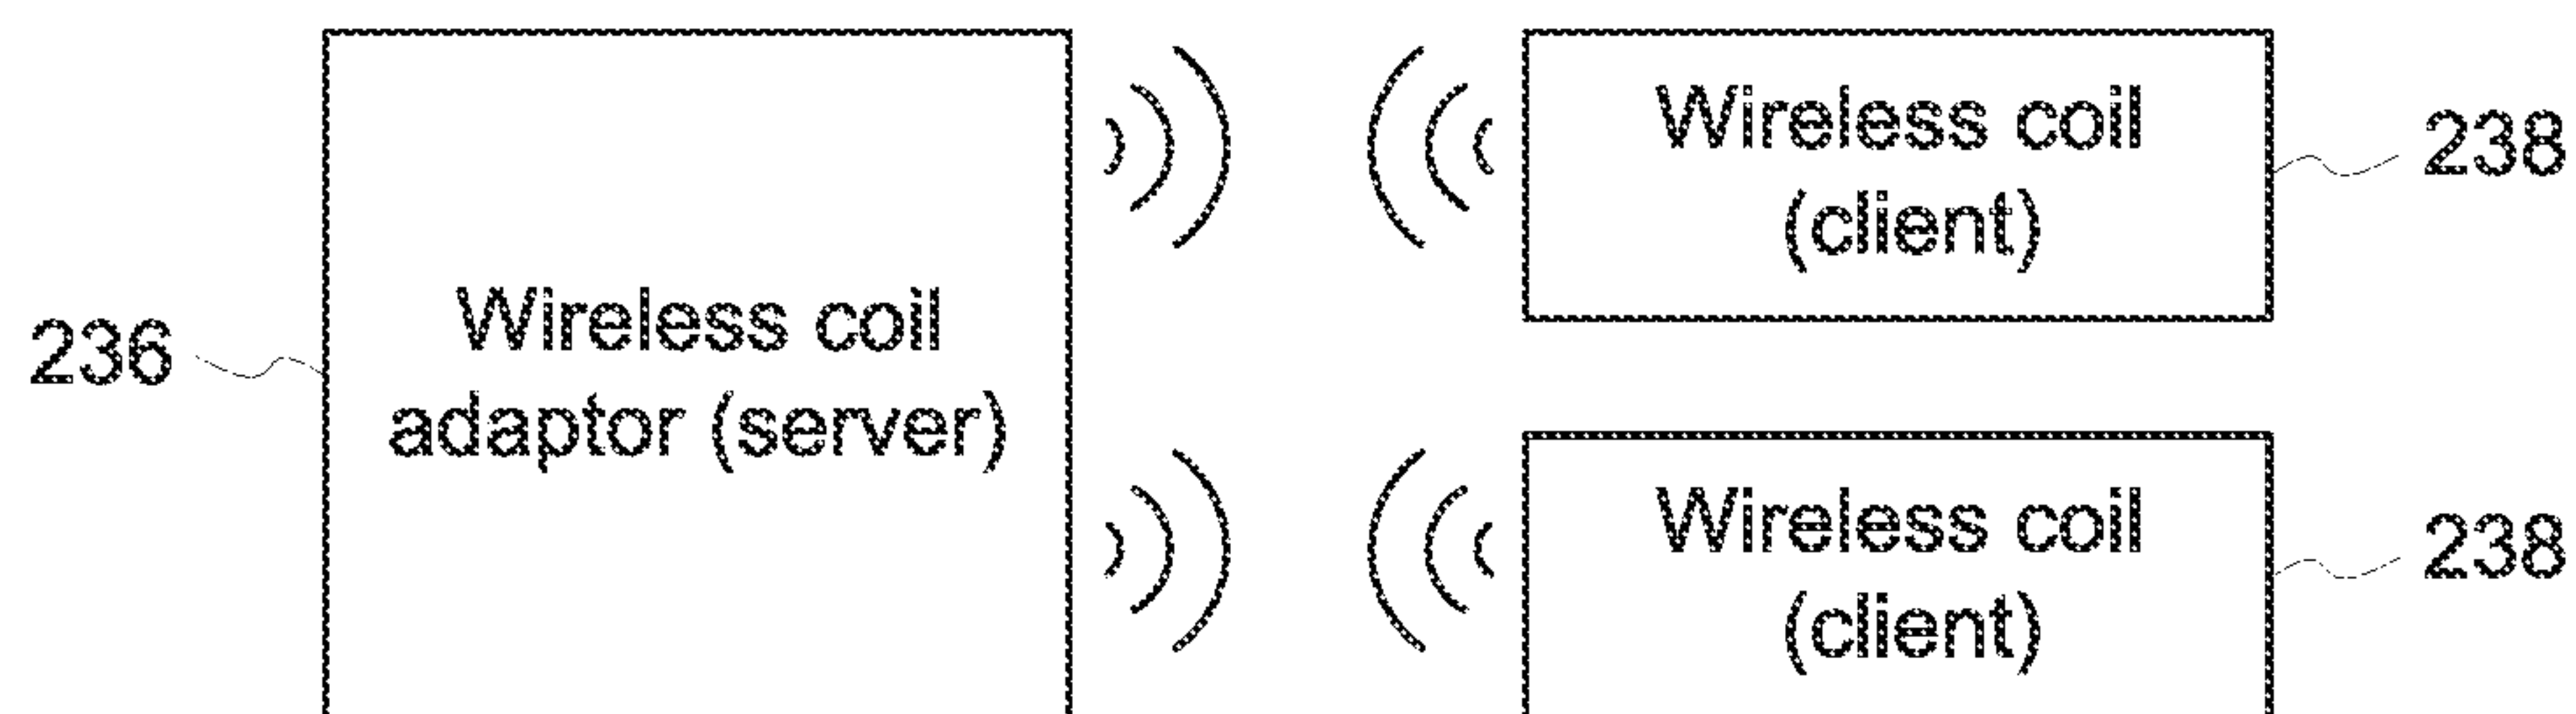 236
Wireless coil
adaptor (server)
Wireless coil
(client)
238
Wireless coil
(client)
238